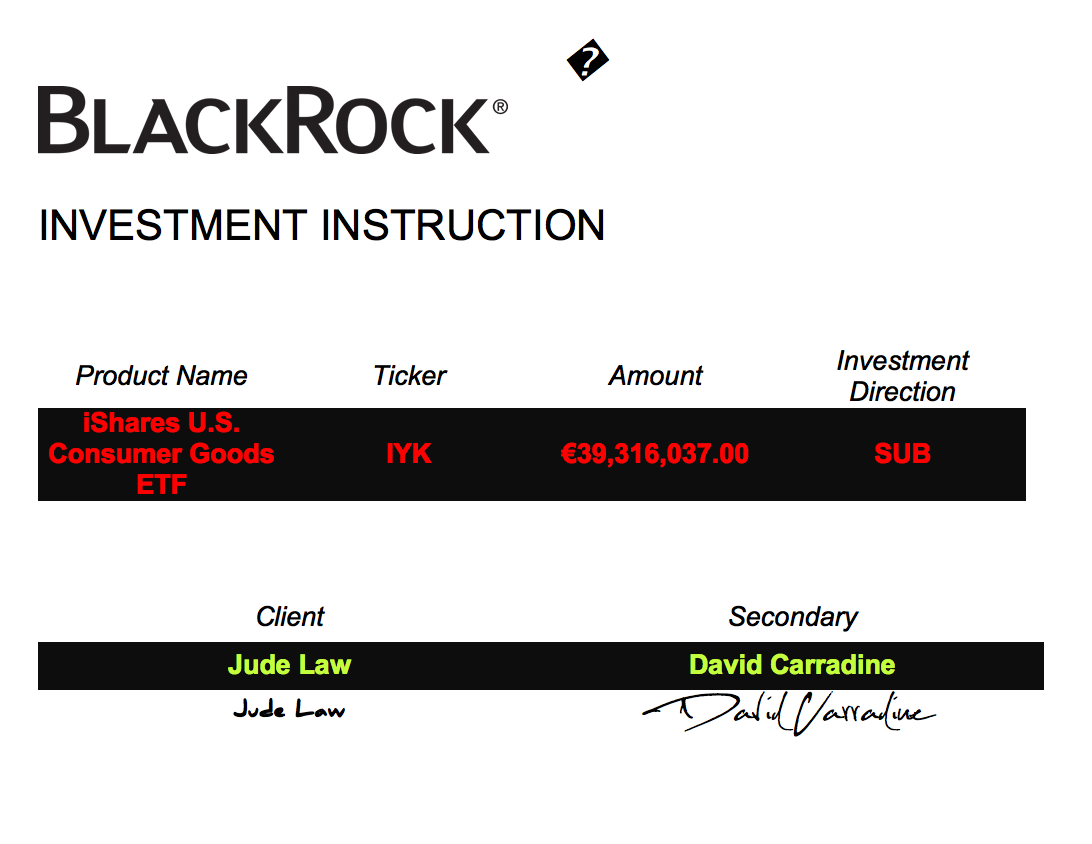 �
BLACKROCK®
INVESTMENT INSTRUCTION
Product Name Ticker Amount Investment Direction
iShares U.S. Consumer Goods ETF IYK €39,316,037.00 SUB
Client Secondary
Jude Law David Carradine
Jude Law David Carradine